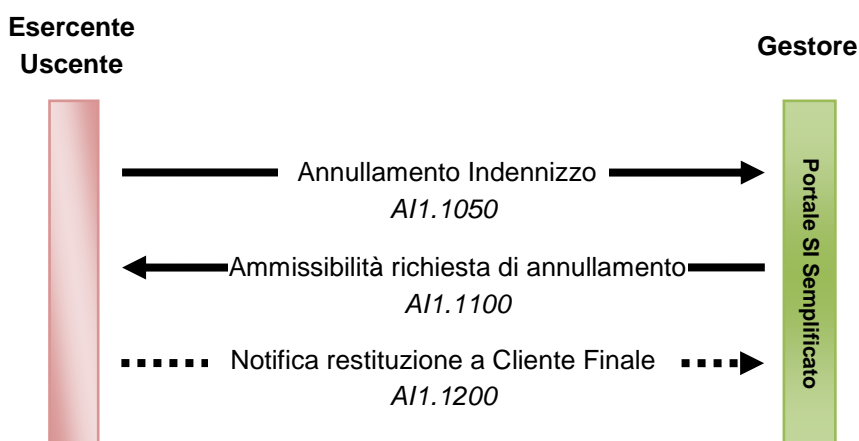 Esercente
Uscente
Gestore
Annullamento Indennizzo
AI1.1050
Ammissibilità richiesta di annullamento
AI1.1100
Notifica restituzione a Cliente Finale
AI1.1200
Portale SI Semplificato